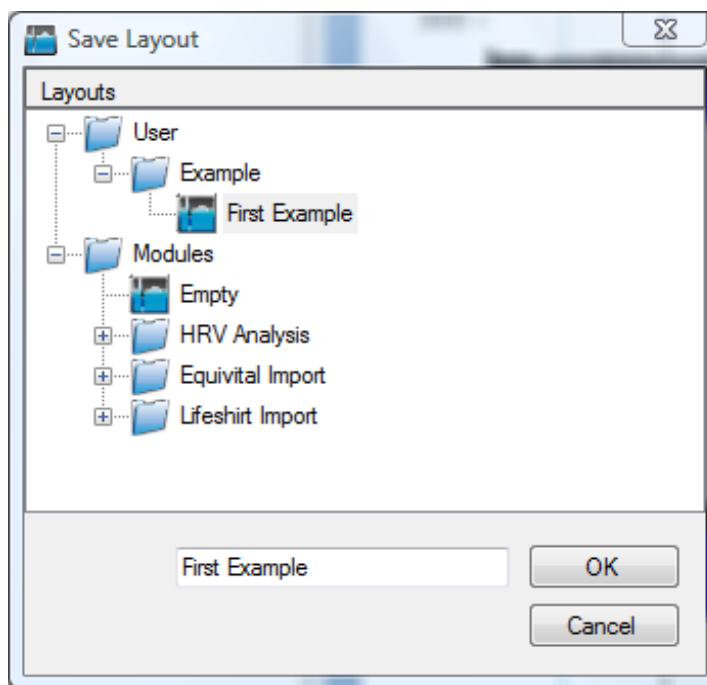 Save Layout
Layouts
User
Example
First Example
Modules
Empty
HRV Analysis
Equivital Import
Lifeshirt Import
First Example
OK
Cancel